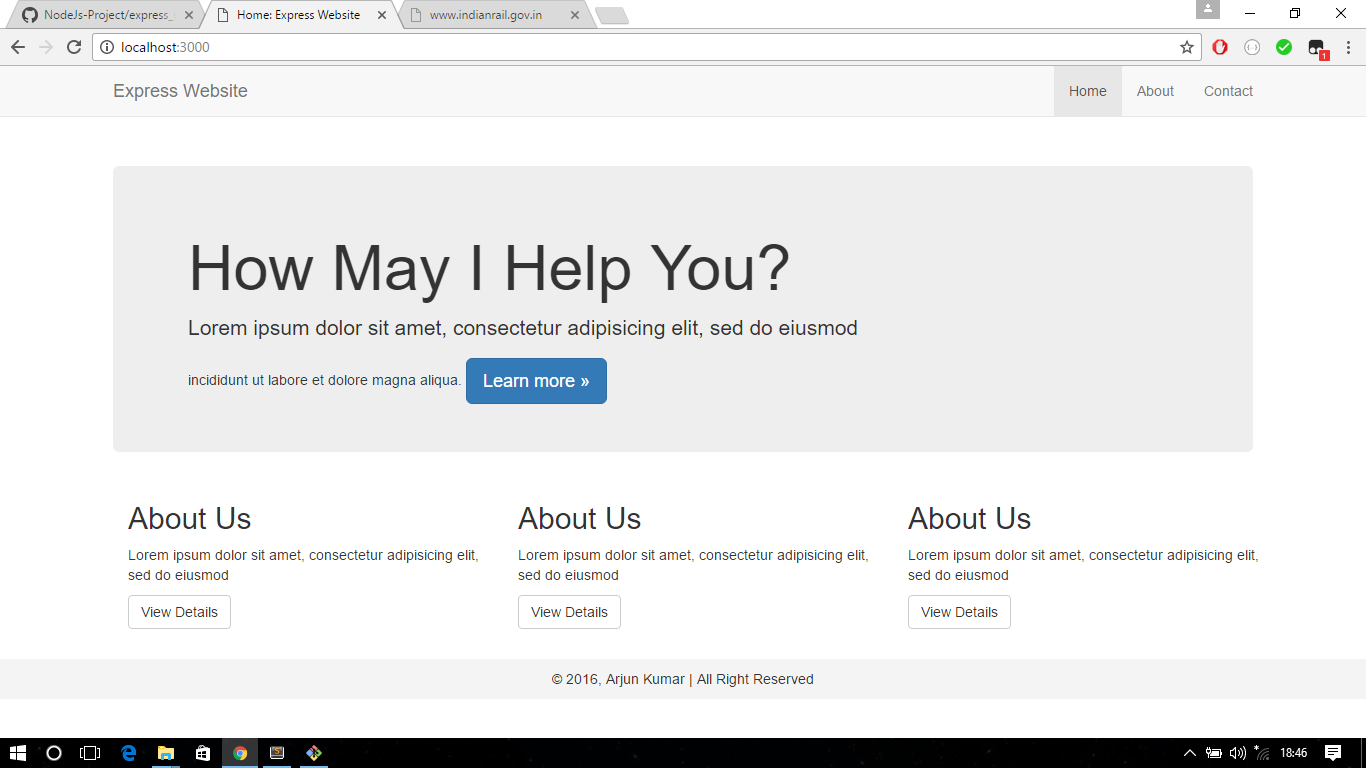 NodeJs-Project/express_
Home: Express Website
www.indianrail.gov.in
localhost:3000
1
Express Website
Home
About
Contact
How May I Help You?
Lorem ipsum dolor sit amet, consectetur adipisicing elit, sed do eiusmod
incididunt ut labore et dolore magna aliqua.
Learn more »
About Us
Lorem ipsum dolor sit amet, consectetur adipisicing elit,
sed do eiusmod
View Details
About Us
Lorem ipsum dolor sit amet, consectetur adipisicing elit,
sed do eiusmod
View Details
About Us
Lorem ipsum dolor sit amet, consectetur adipisicing elit,
sed do eiusmod
View Details
© 2016, Arjun Kumar | All Right Reserved
18:46